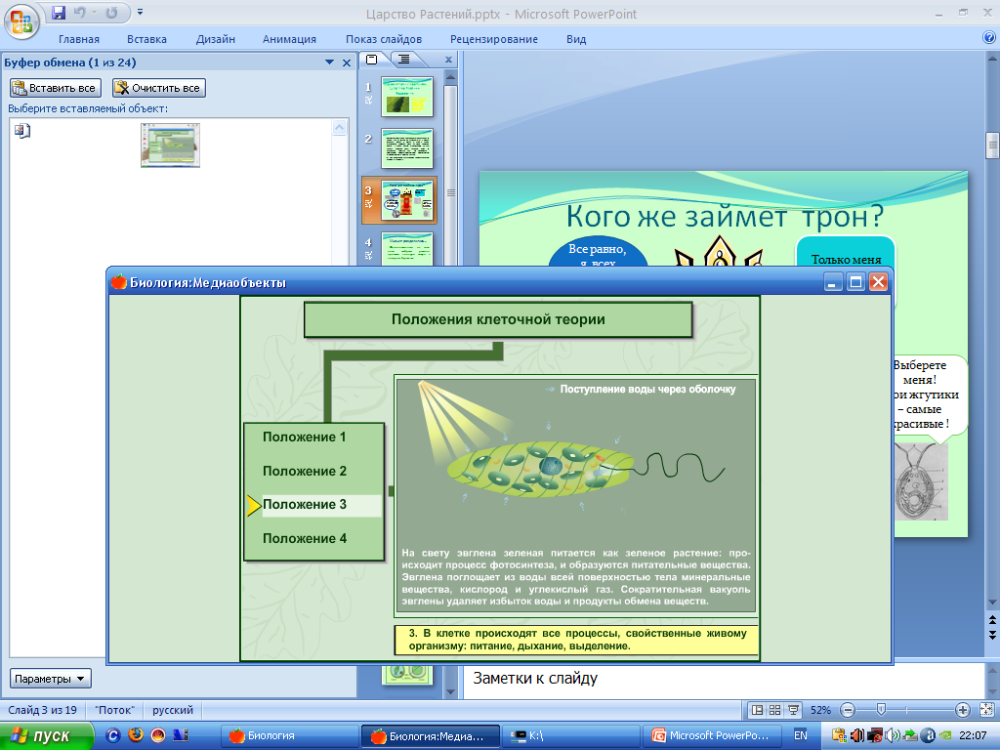 Царство Растений.pptx - Microsoft PowerPoint
Главная Вставка Дизайн Анимация Показ слайдов Рецензирование Вид
Буфер обмена (1 из 24)
Вставить все Очистить все
Выберите вставляемый объект:
1
2
3
4
Кого же займет трон?
Все равно,
я всех
Только меня
Биология:Медиаобъекты
Положения клеточной теории
Положение 1
Положение 2
Положение 3
Положение 4
Поступление воды через оболочку
На свету эвглена зеленая питается как зеленое растение: про-
исходит процесс фотосинтеза, и образуются питательные вещества.
Эвглена поглощает из воды всей поверхностью тела минеральные
вещества, кислород и углекислый газ. Сократительная вакуоль
эвглены удаляет избыток воды и продукты обмена веществ.
3. В клетке происходят все процессы, свойственные живому
организму: питание, дыхание, выделение.
Выберете
меня!
ои жгутики
– самые
красивые !
Параметры
Заметки к слайду
Слайд 3 из 19 "Поток" русский 52%
пуск Биология Биология:Медиа... K:\ Microsoft PowerPo... EN 22:07